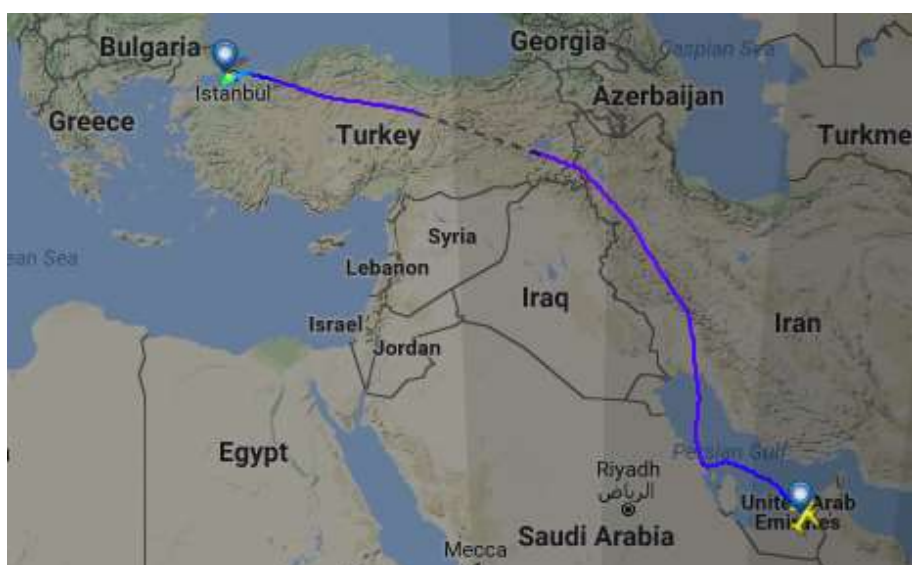 Bulgaria
Georgia
Caspian Sea
Istanbul
Azerbaijan
Greece
Turkey
Turkme
Syria
ean Sea
Lebanon
Iraq
Iran
Israel
Jordan
Egypt
Persian Gulf
Riyadh
الرياض
United Arab
Emirates
Saudi Arabia
Mecca